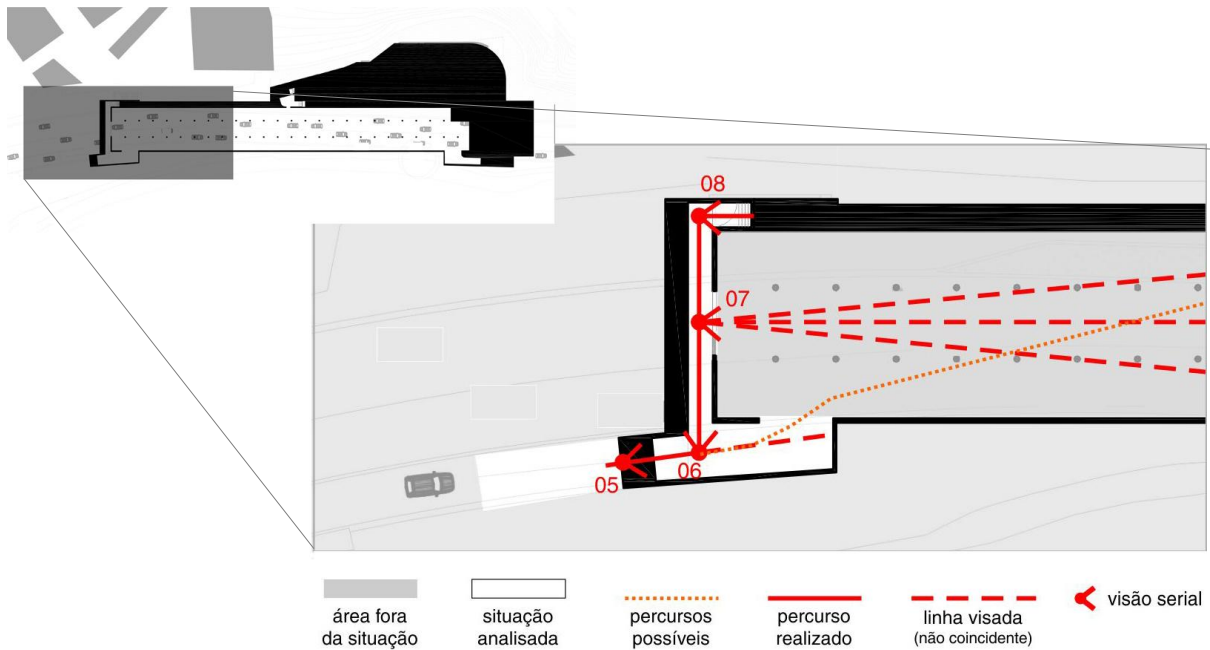 08
07
05
06
área fora
da situação
situação
analisada
percursos
possíveis
percurso
realizado
linha visada
(não coincidente)
visão serial